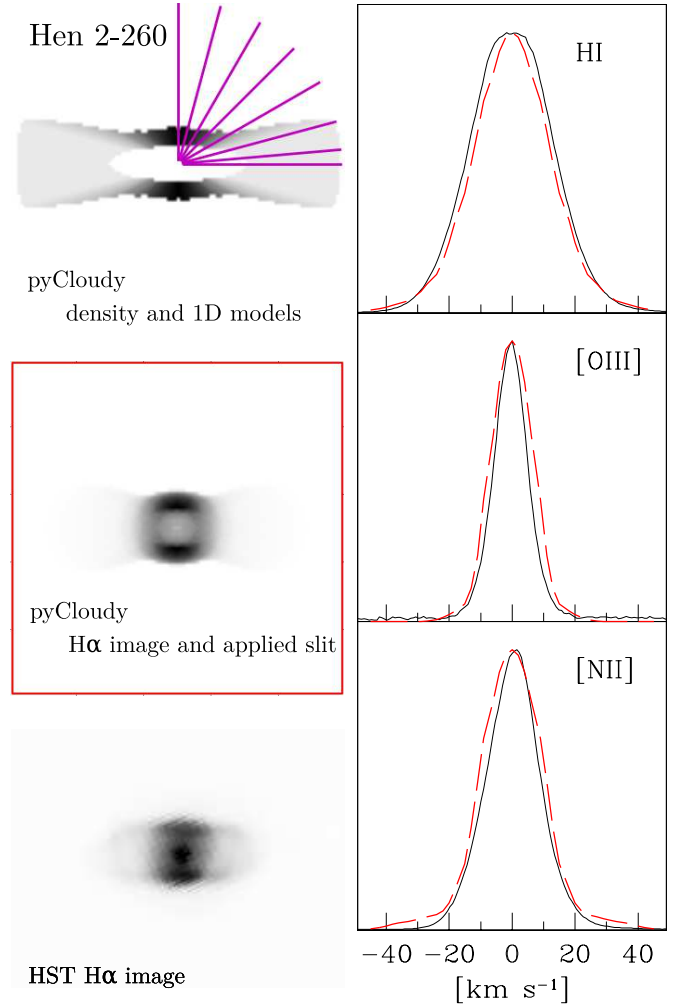 Hen 2-260
pyCloudy
density and 1D models
pyCloudy
Hα image and applied slit
HST Hα image
HI
[OIII]
[NII]
−40 −20 0 20 40
[km s⁻¹]